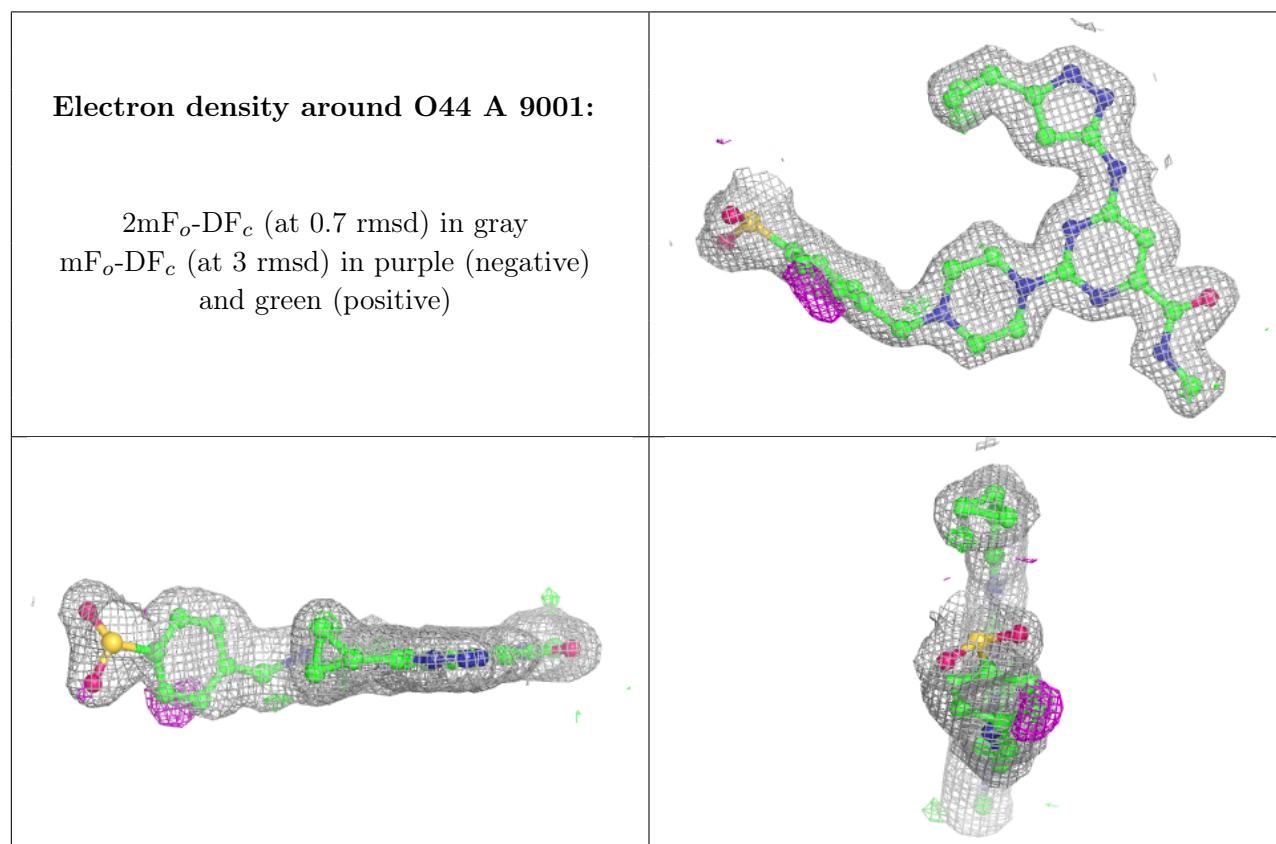 Electron density around O44 A 9001:
2mFo-DFc (at 0.7 rmsd) in gray
mFo-DFc (at 3 rmsd) in purple (negative)
and green (positive)